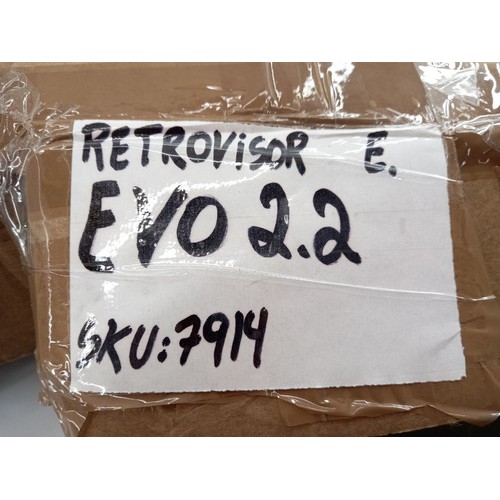 RETROVISOR E.
EVO 2.2
SKU:7914